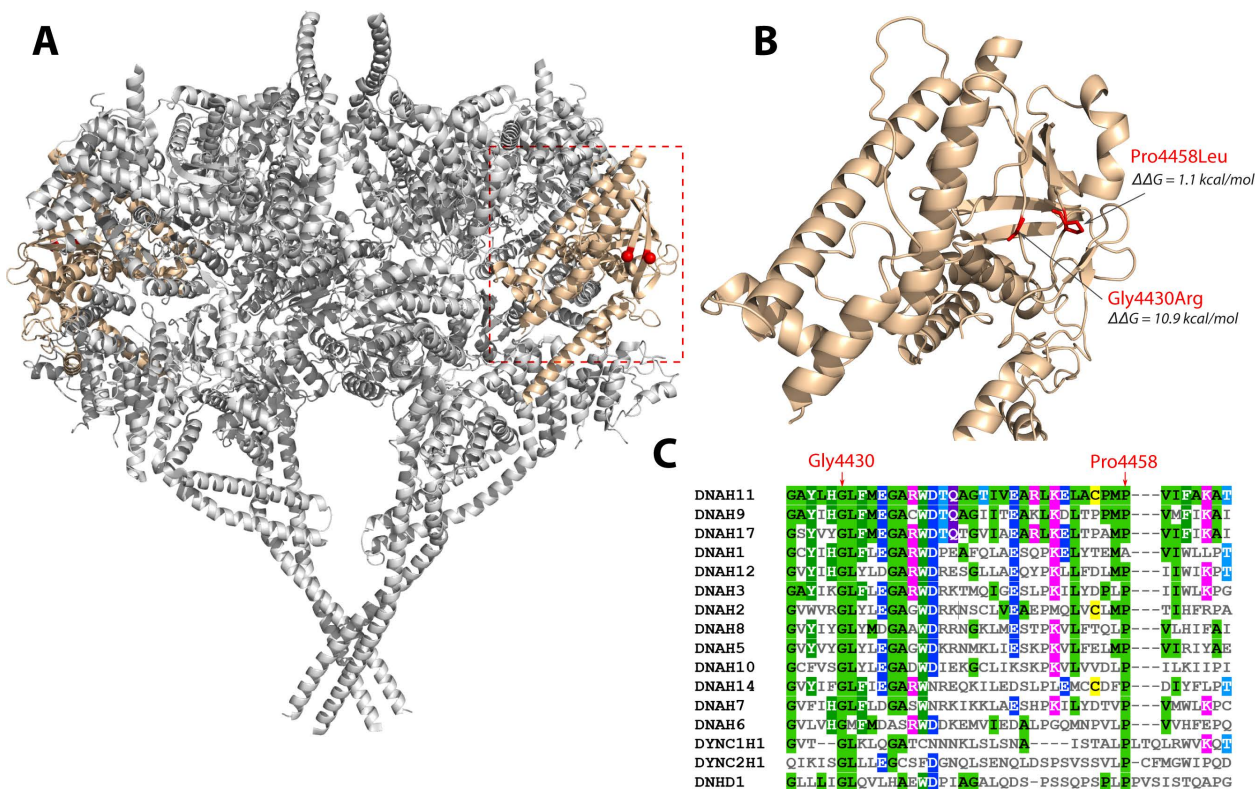 A
B
Pro4458Leu
ΔΔG = 1.1 kcal/mol
Gly4430Arg
ΔΔG = 10.9 kcal/mol
C
Gly4430 Pro4458
DNAH11 GAYLHGLFMEGARWDTQAGTIVEARLKELACPMP---VIFAKAT
DNAH9 GAYIHGLFMEGACWDTQAGIITEAKLKDLTPPMP---VMFIKAI
DNAH17 GSYVYGLFMEGARWDTQTGVIAEARLKELTPAMP---VIFIKAI
DNAH1 GCYIHGLFLEGARWDPEAFQLAESQPKELYTEMA---VIWLLPT
DNAH12 GVYIHGLYLDGARWDRESGLLAEQYPKLLFDLMP---IIWIKPT
DNAH3 GAYIKGLFLEGARWDRKTMQIGESLPKILYDPLP---IIWLKPG
DNAH2 GVWVRGLYLEGAGWDRKNSCLVEAEPMQLVCLMP---TIHFRPA
DNAH8 GVYIYGLYMDGAAWDRRNGKLMESTPKVLFTQLP---VLHIFAI
DNAH5 GVYVYGLYLEGAGWDKRNMKLIESKPKVLFELMP---VIRIYAE
DNAH10 GCFVSGLYLEGADWDIEKGCLIKSKPKVLVVDLP---ILKIIPI
DNAH14 GVYIFGLFIEGARWNREQKILEDSLPLEMCCDFP---DIYFLPT
DNAH7 GVFIHGLFLDGASWNRKIKKLAESHPKILYDTVP---VMWLKPC
DNAH6 GVLVHGMFMDASRWDDKEMVIEDALPGQMNPVLP---VVHFEPQ
DYNC1H1 GVT--GLKLQGATCNNNKLSLSNA----ISTALPLTQLRWVKQT
DYNC2H1 QIKISGLLLEGCSFDGNQLSENQLDSPSVSSVLP-CFMGWIPQD
DNHD1 GLLLIGLQVLHAEWDPIAGALQDS-PSSQPSPLPPVSISTQAPG